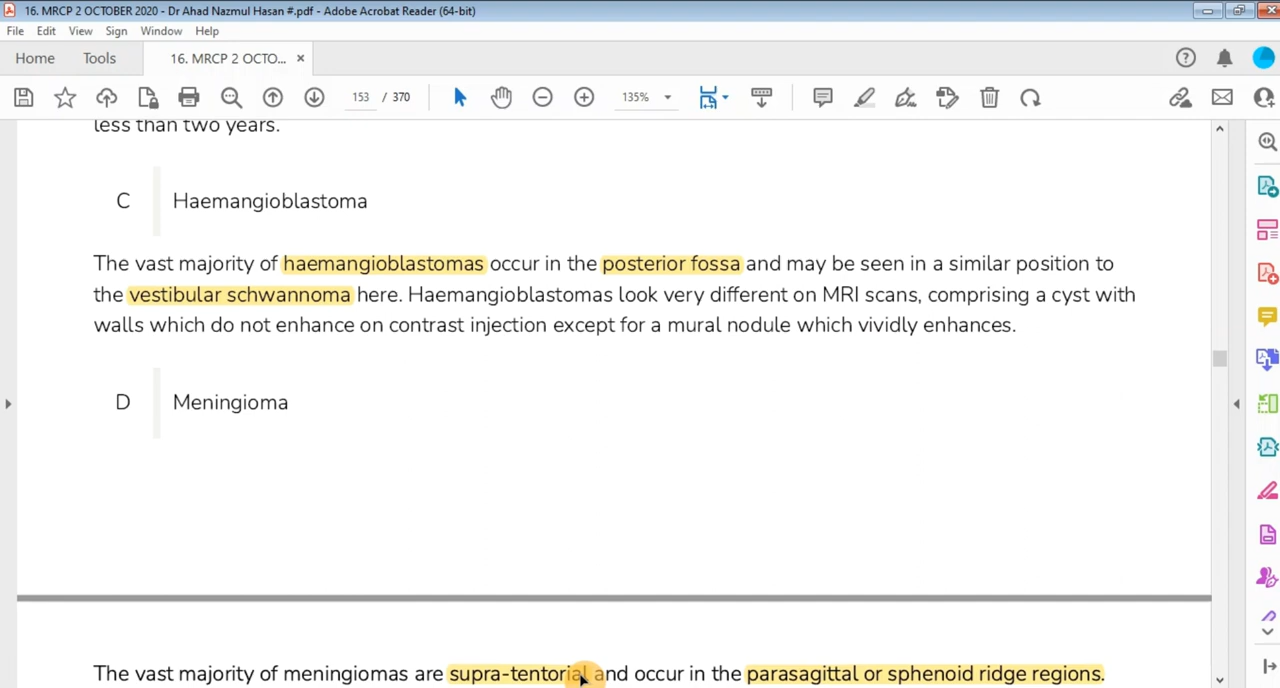 16. MRCP 2 OCTOBER 2020 - Dr Ahad Nazmul Hasan #.pdf - Adobe Acrobat Reader (64-bit)
File Edit View Sign Window Help
Home Tools 16. MRCP 2 OCTO... ×
153 / 370 135%
less than two years.
C Haemangioblastoma
The vast majority of haemangioblastomas occur in the posterior fossa and may be seen in a similar position to
the vestibular schwannoma here. Haemangioblastomas look very different on MRI scans, comprising a cyst with
walls which do not enhance on contrast injection except for a mural nodule which vividly enhances.
D Meningioma
The vast majority of meningiomas are supra-tentorial and occur in the parasagittal or sphenoid ridge regions.